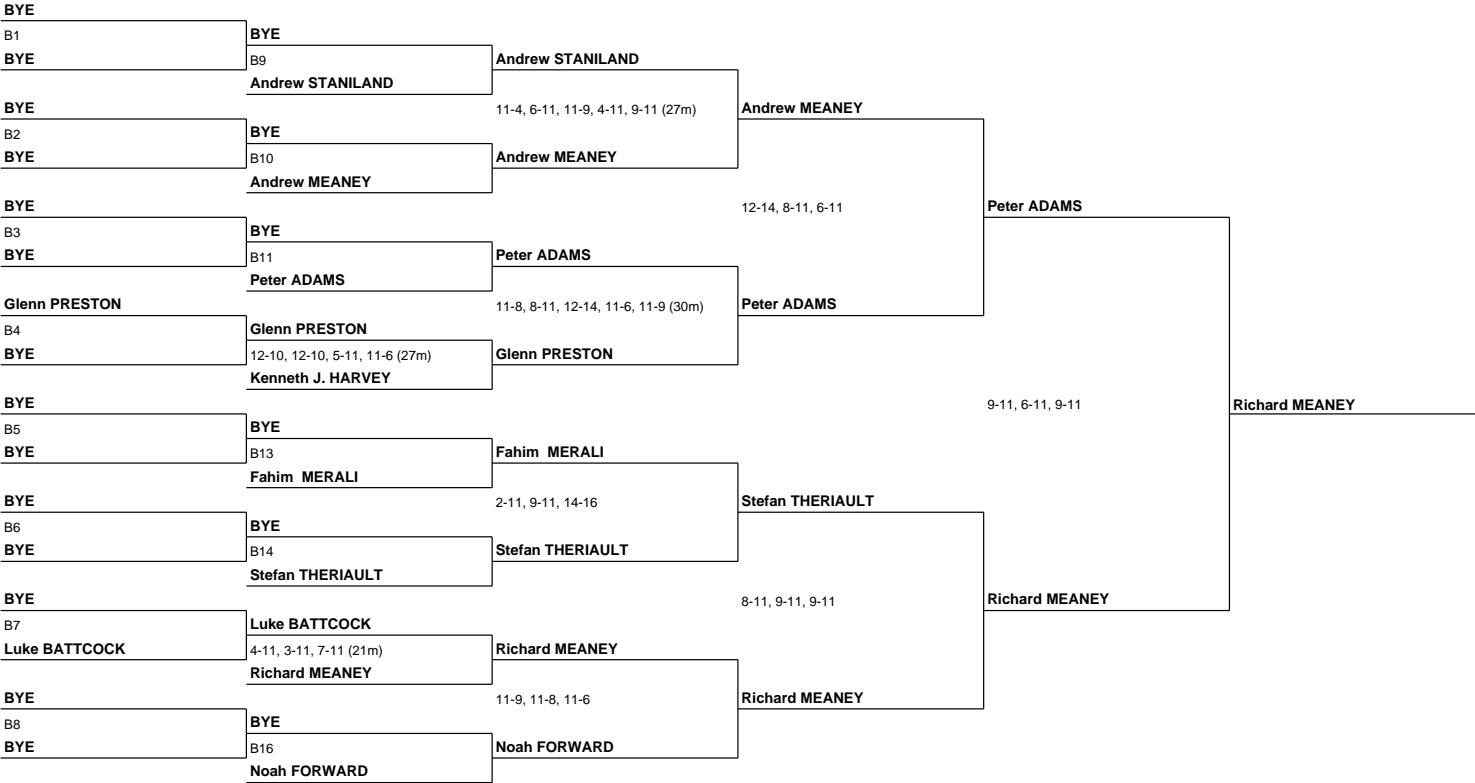 BYE
B1
BYE
BYE
B2
BYE
BYE
B3
BYE
Glenn PRESTON
B4
BYE
BYE
B5
BYE
BYE
B6
BYE
BYE
B7
Luke BATTCOCK
BYE
B8
BYE
BYE
B9
Andrew STANILAND
BYE
B10
Andrew MEANEY
BYE
B11
Peter ADAMS
Glenn PRESTON
12-10, 12-10, 5-11, 11-6 (27m)
Kenneth J. HARVEY
BYE
B13
Fahim  MERALI
BYE
B14
Stefan THERIAULT
Luke BATTCOCK
4-11, 3-11, 7-11 (21m)
Richard MEANEY
BYE
B16
Noah FORWARD
Andrew STANILAND
11-4, 6-11, 11-9, 4-11, 9-11 (27m)
Andrew MEANEY
Peter ADAMS
11-8, 8-11, 12-14, 11-6, 11-9 (30m)
Glenn PRESTON
Fahim  MERALI
2-11, 9-11, 14-16
Stefan THERIAULT
Richard MEANEY
11-9, 11-8, 11-6
Noah FORWARD
Andrew MEANEY
12-14, 8-11, 6-11
Peter ADAMS
Stefan THERIAULT
8-11, 9-11, 9-11
Richard MEANEY
Peter ADAMS
9-11, 6-11, 9-11
Richard MEANEY
Richard MEANEY